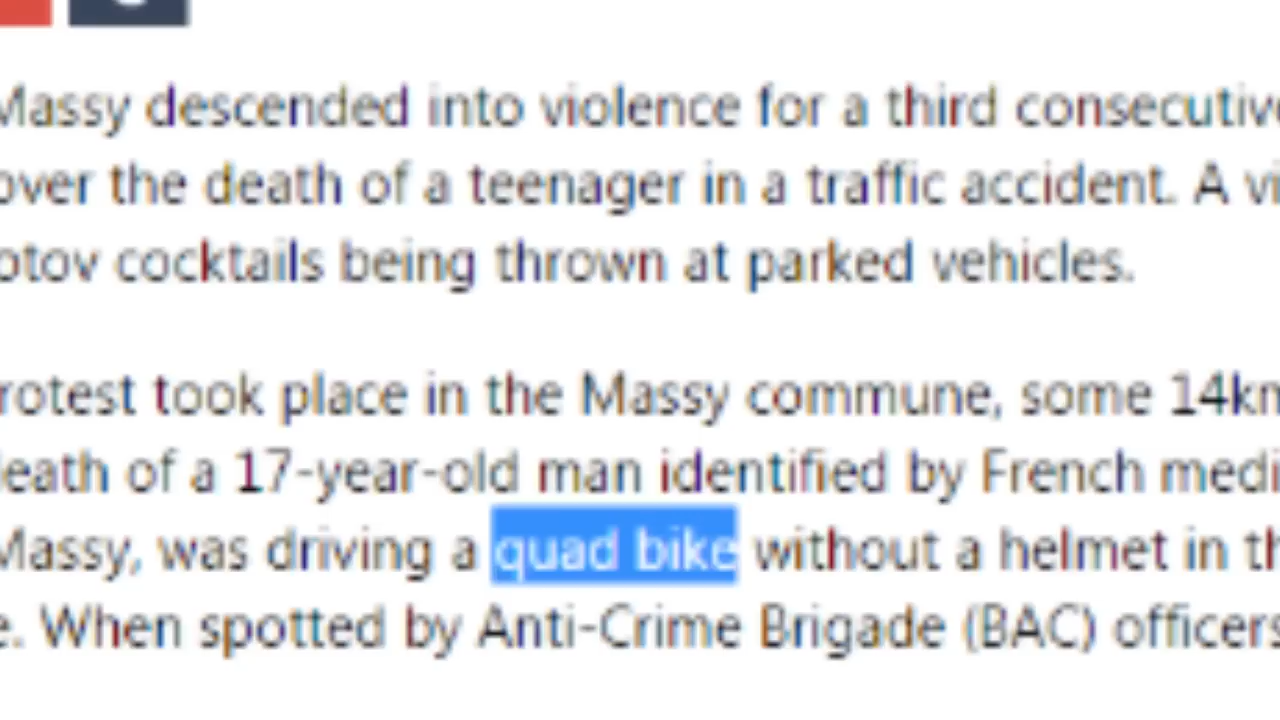 Massy descended into violence for a third consecutive
over the death of a teenager in a traffic accident. A
cocktails being thrown at parked vehicles.
took place in the Massy commune, some
of a 17-year-old man identified by French
Massy, was driving a quad bike without a helmet in
When spotted by Anti-Crime Brigade (BAC) officers